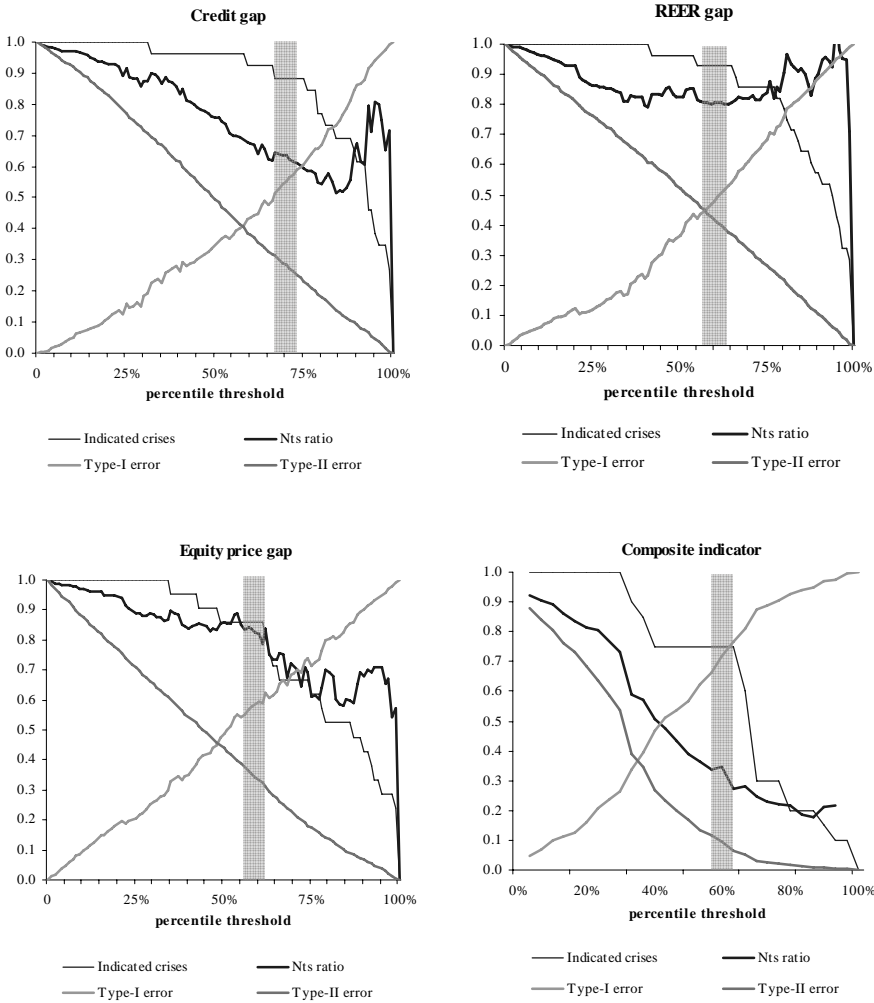 Credit gap
1.0
0.9
0.8
0.7
0.6
0.5
0.4
0.3
0.2
0.1
0.0
0 25% 50% 75% 100%
percentile threshold
Indicated crises Nts ratio
Type-I error Type-II error
REER gap
1.0
0.9
0.8
0.7
0.6
0.5
0.4
0.3
0.2
0.1
0.0
0 25% 50% 75% 100%
percentile threshold
Indicated crises Nts ratio
Type-I error Type-II error
Equity price gap
1.0
0.9
0.8
0.7
0.6
0.5
0.4
0.3
0.2
0.1
0.0
0 25% 50% 75% 100%
percentile threshold
Indicated crises Nts ratio
Type-I error Type-II error
Composite indicator
1.0
0.9
0.8
0.7
0.6
0.5
0.4
0.3
0.2
0.1
0.0
0% 20% 40% 60% 80% 100%
percentile threshold
Indicated crises Nts ratio
Type-I error Type-II error